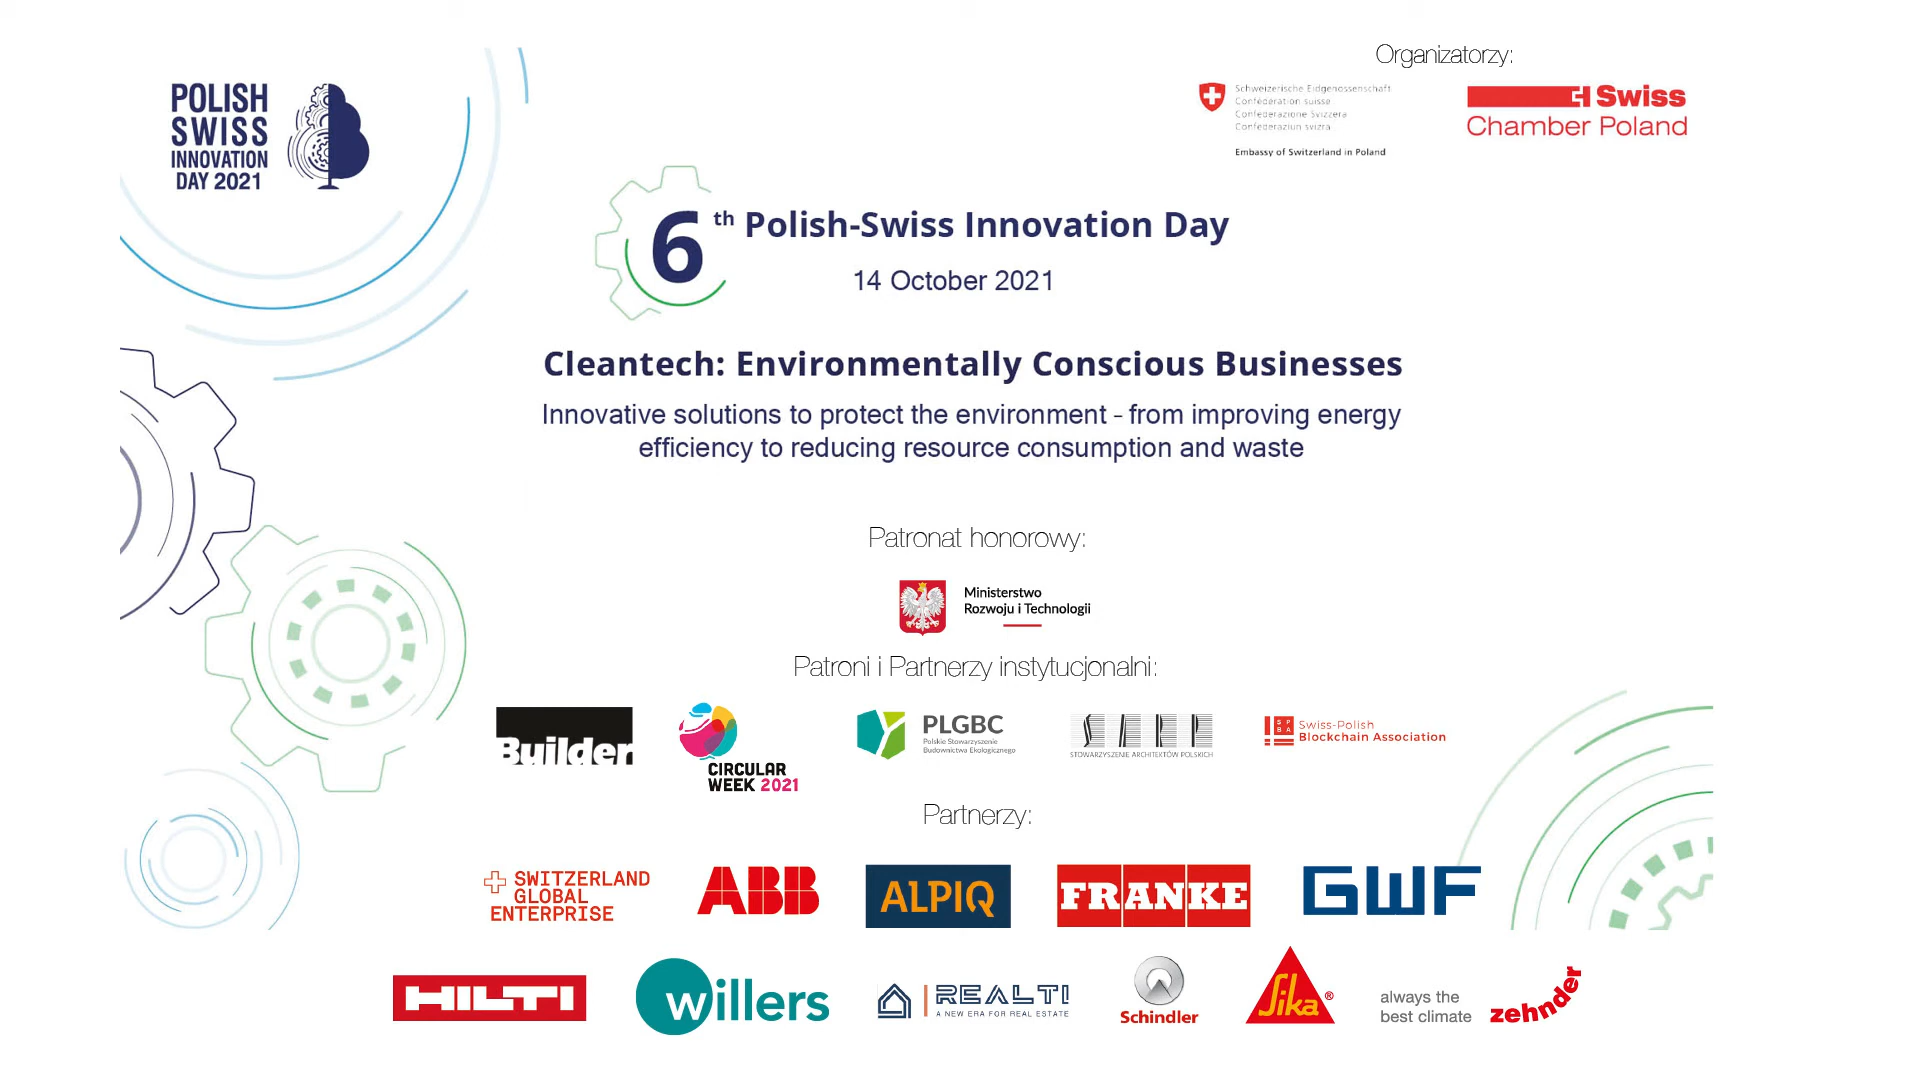 Organizatorzy:
POLISH
SWISS
INNOVATION
DAY 2021
Schweizerische Eidgenossenschaft
Confédération suisse
Confederazione Svizzera
Confederaziun svizra
Embassy of Switzerland in Poland
Swiss
Chamber Poland
6th Polish-Swiss Innovation Day
14 October 2021
Cleantech: Environmentally Conscious Businesses
Innovative solutions to protect the environment - from improving energy
efficiency to reducing resource consumption and waste
Patronat honorowy:
Ministerstwo
Rozwoju i Technologii
Patroni i Partnerzy instytucjonalni:
Builder
CIRCULAR
WEEK 2021
PLGBC
Polskie Stowarzyszenie
Budownictwa Ekologicznego
SARP
STOWARZYSZENIE ARCHITEKTÓW POLSKICH
SP
BA
Swiss-Polish
Blockchain Association
Partnerzy:
SWITZERLAND
GLOBAL
ENTERPRISE
ABB
ALPIQ
FRANKE
GWF
HILTI
willers
REALTI
A NEW ERA FOR REAL ESTATE
Schindler
Sika®
always the
best climate
zehnder